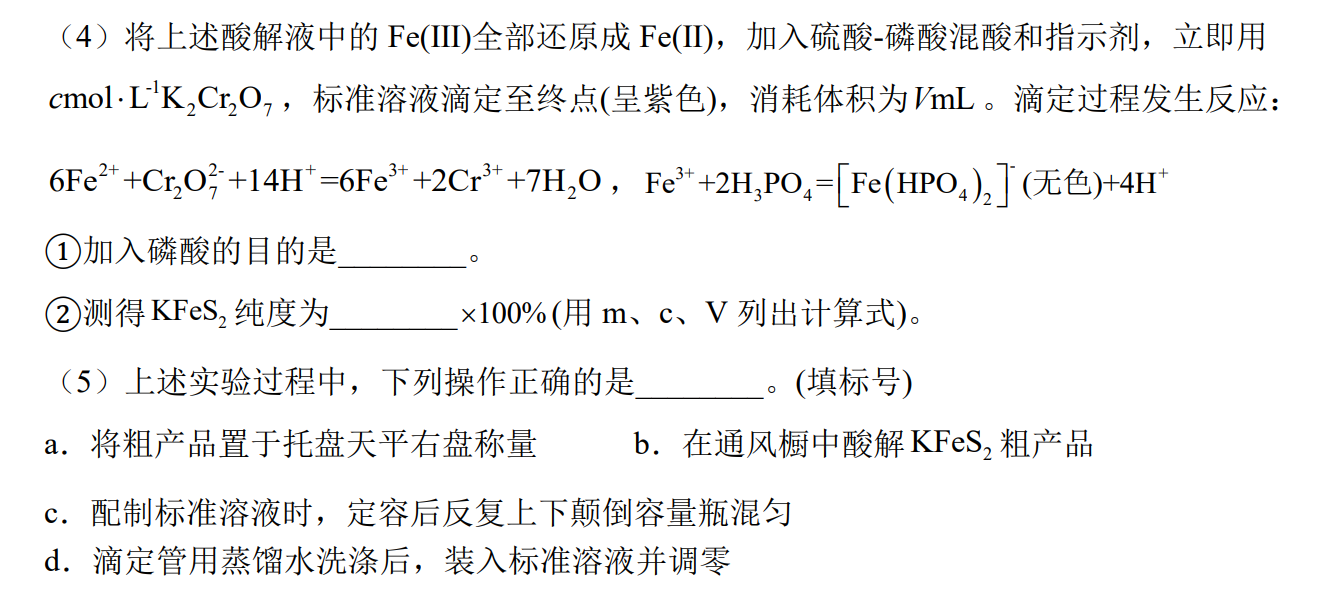 （4）将上述酸解液中的 Fe(III)全部还原成 Fe(II)，加入硫酸-磷酸混酸和指示剂，立即用
cmol·L⁻¹K₂Cr₂O₇，标准溶液滴定至终点(呈紫色)，消耗体积为VmL 。滴定过程发生反应：
6Fe²⁺+Cr₂O₇²⁻+14H⁺=6Fe³⁺+2Cr³⁺+7H₂O ，Fe³⁺+2H₃PO₄=[Fe(HPO₄)₂]⁻(无色)+4H⁺
①加入磷酸的目的是________。
②测得 KFeS₂ 纯度为________×100%(用 m、c、V 列出计算式)。
（5）上述实验过程中，下列操作正确的是________。(填标号)
a．将粗产品置于托盘天平右盘称量 b．在通风橱中酸解 KFeS₂ 粗产品
c．配制标准溶液时，定容后反复上下颠倒容量瓶混匀
d．滴定管用蒸馏水洗涤后，装入标准溶液并调零